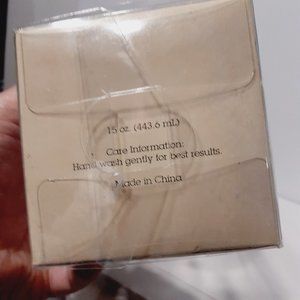 15 oz. (443.6 mL)
Care Information:
Hand wash gently for best results.
Made in China